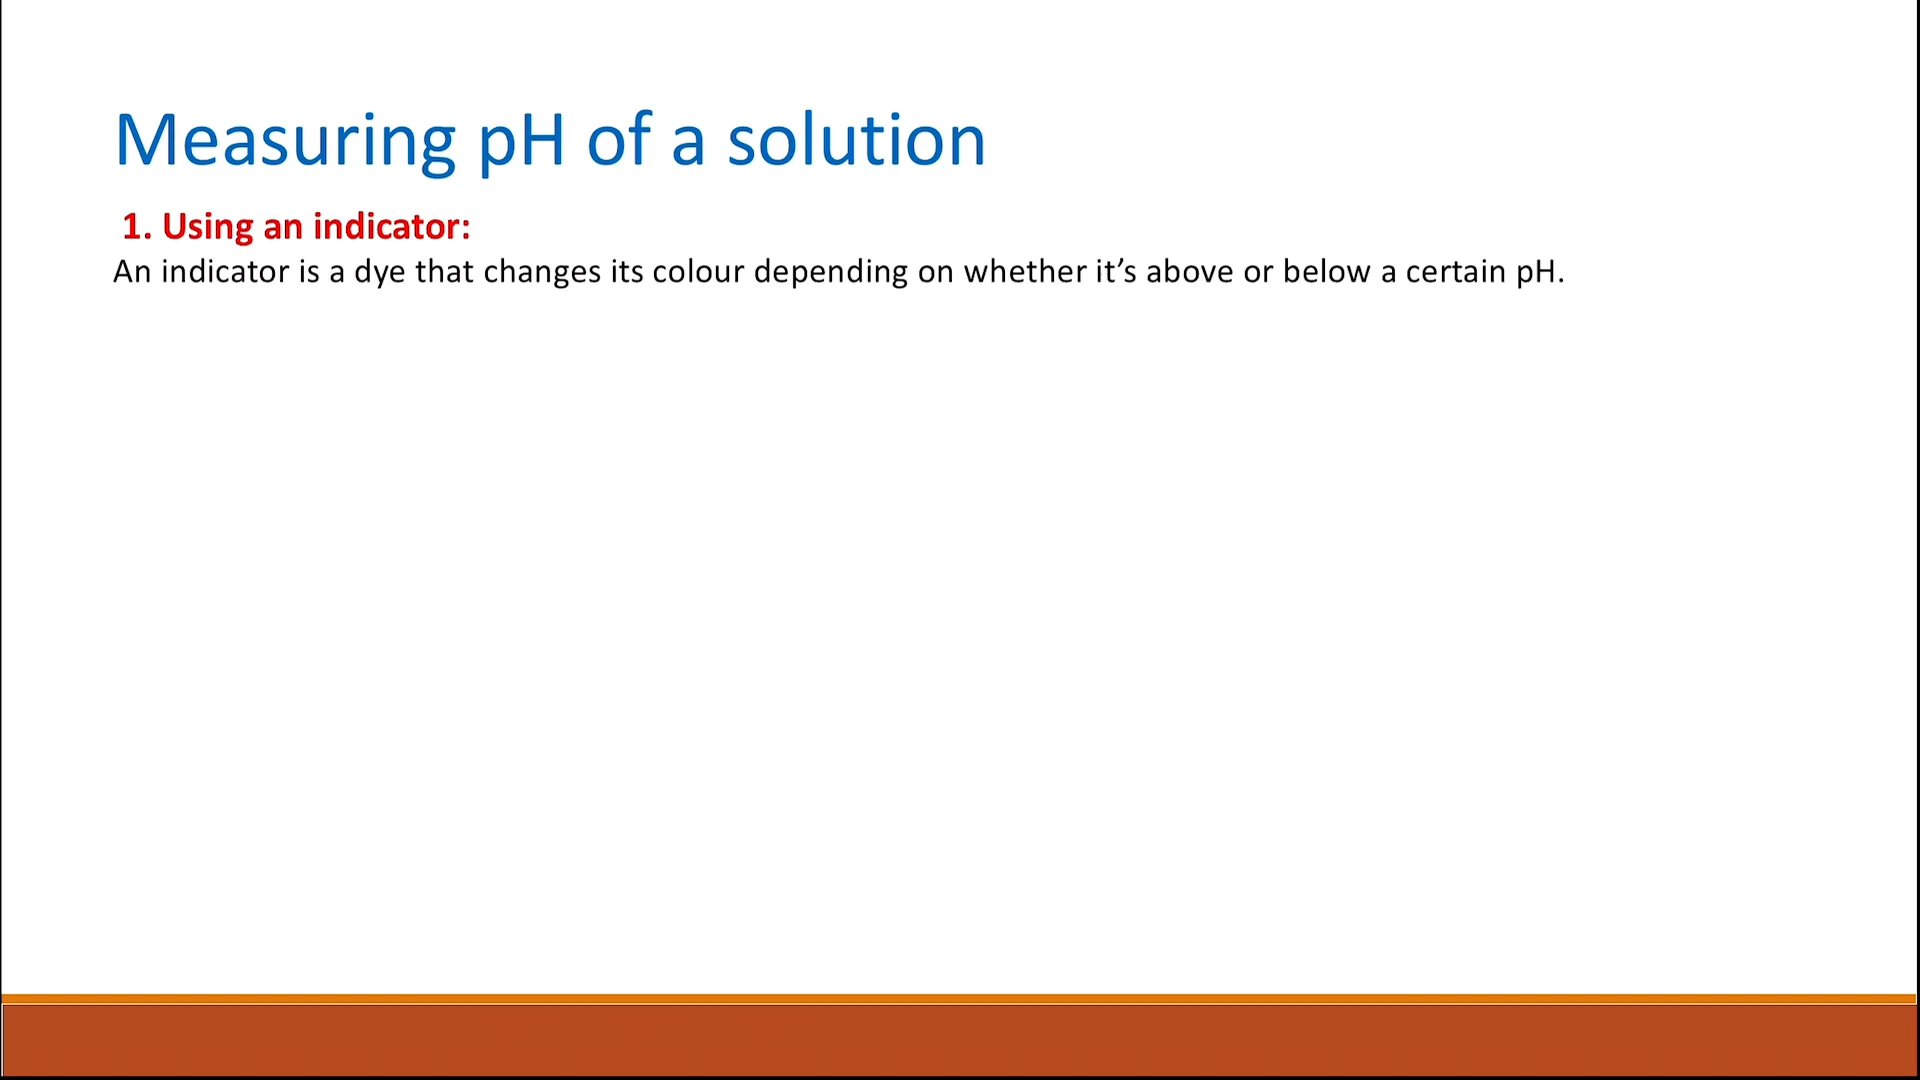 Measuring pH of a solution
1. Using an indicator:
An indicator is a dye that changes its colour depending on whether it’s above or below a certain pH.